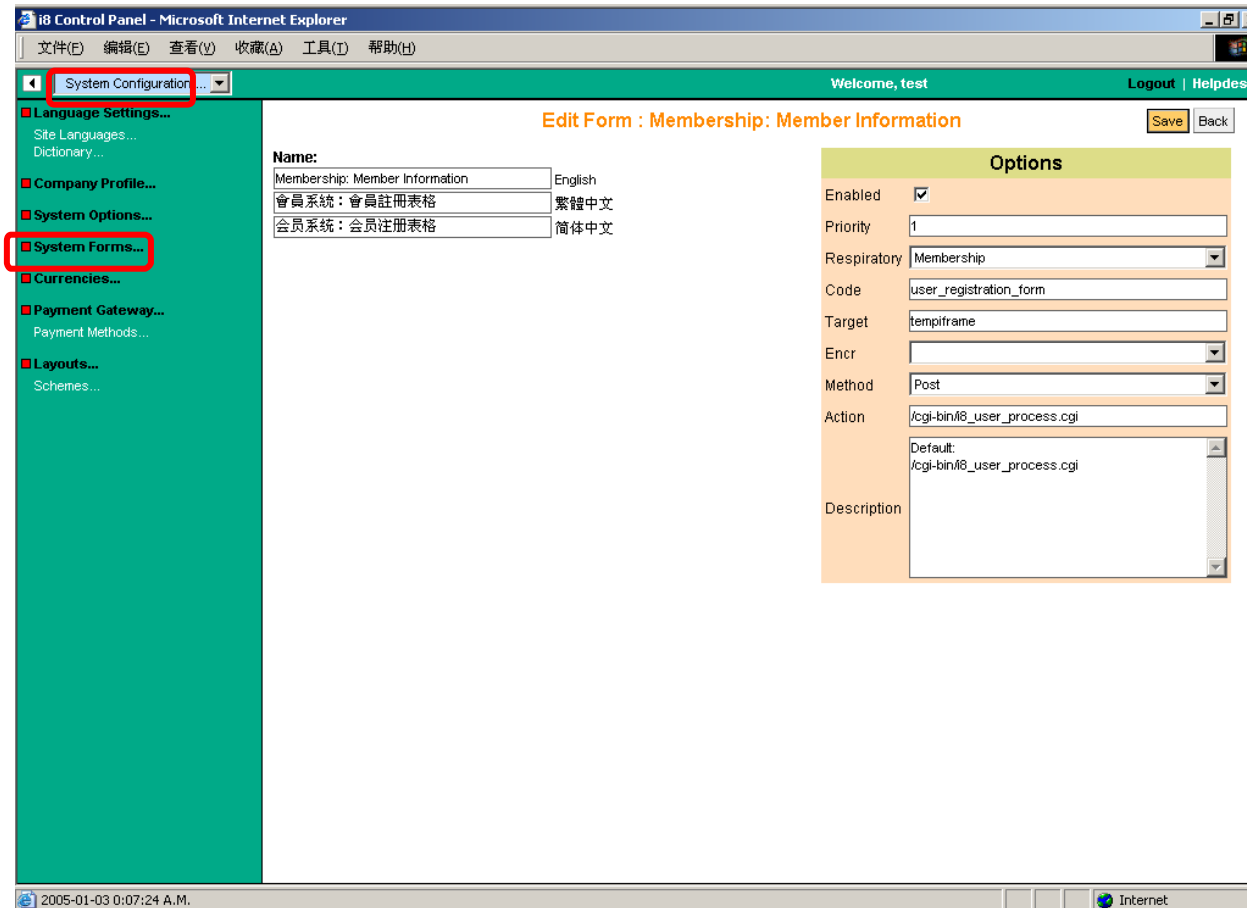 i8 Control Panel - Microsoft Internet Explorer
文件(F) 编辑(E) 查看(V) 收藏(A) 工具(T) 帮助(H)
System Configuration ... Welcome, test Logout | Helpdes
Language Settings...
Site Languages...
Dictionary...
Company Profile...
System Options...
System Forms...
Currencies...
Payment Gateway...
Payment Methods...
Layouts...
Schemes...
Edit Form : Membership: Member Information
Save Back
Name:
Membership: Member Information English
會員系統：會員註冊表格 繁體中文
会员系统：会员注册表格 简体中文
Options
Enabled
Priority 1
Respiratory Membership
Code user_registration_form
Target tempiframe
Encr
Method Post
Action /cgi-bin/i8_user_process.cgi
Description
Default:
/cgi-bin/i8_user_process.cgi
2005-01-03 0:07:24 A.M. Internet